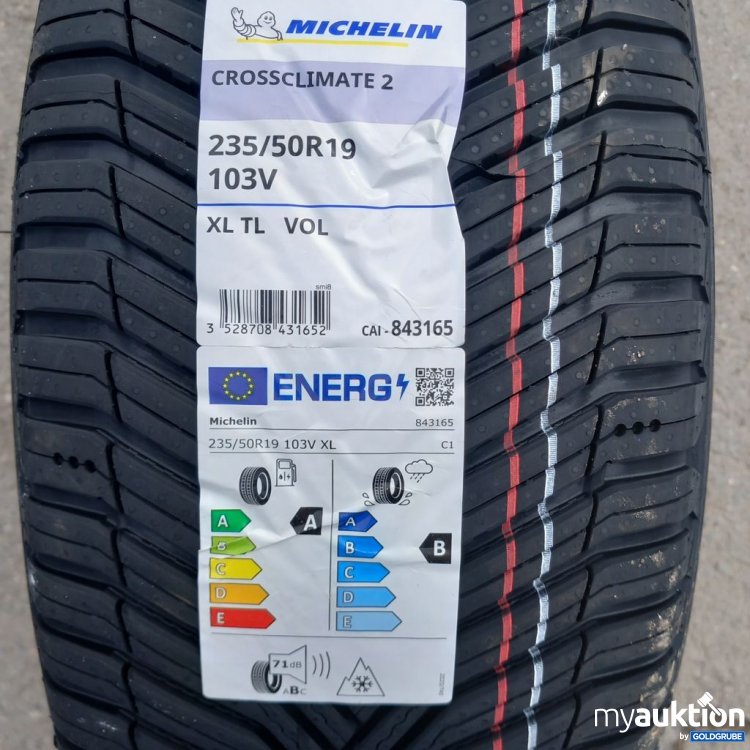 MICHELIN
CROSSCLIMATE 2
235/50R19
103V
XL TL VOL
smi8
3 528708 431652
CAI - 843165
ENERG
Michelin 843165
235/50R19 103V XL C1
A A A
B B B
C C
D D
E E
71dB
ABC
myauktion
by GOLDGRUBE